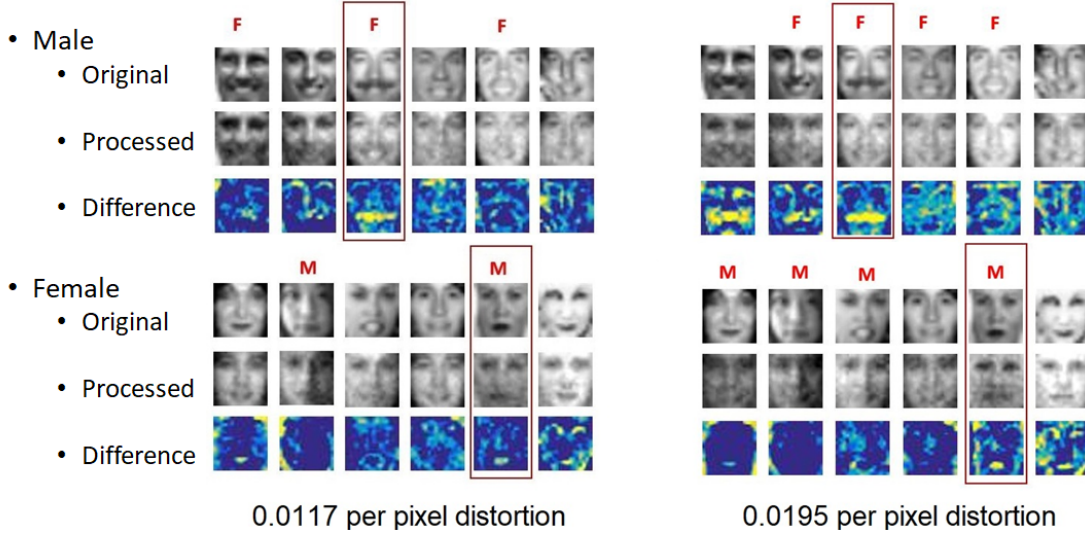 F F F
F F F F
• Male
• Original
• Processed
• Difference
M M
M M M M
• Female
• Original
• Processed
• Difference
0.0117 per pixel distortion
0.0195 per pixel distortion